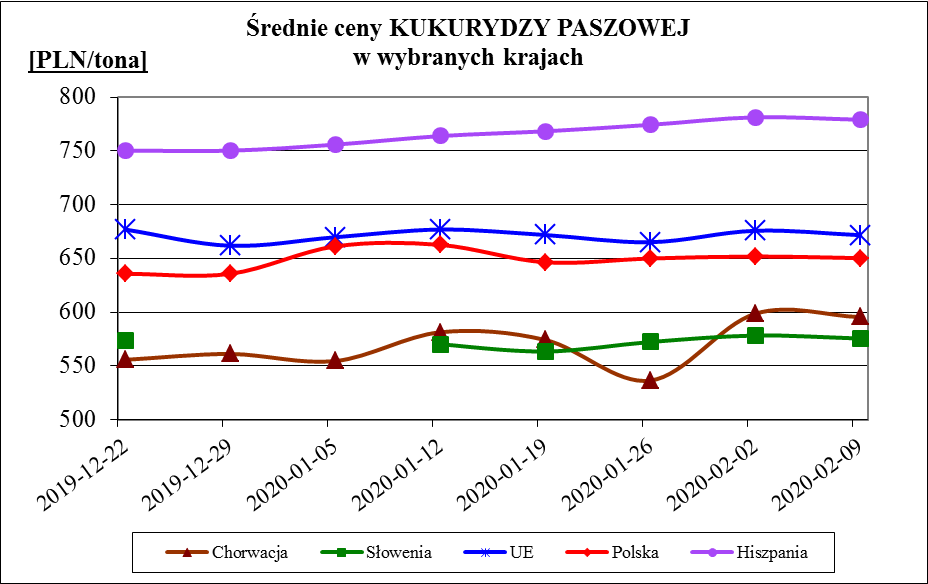 Średnie ceny KUKURYDZY PASZOWEJ
w wybranych krajach
[PLN/tona]
800
750
700
650
600
550
500
2019-12-22
2019-12-29
2020-01-05
2020-01-12
2020-01-19
2020-01-26
2020-02-02
2020-02-09
Chorwacja
Słowenia
UE
Polska
Hiszpania